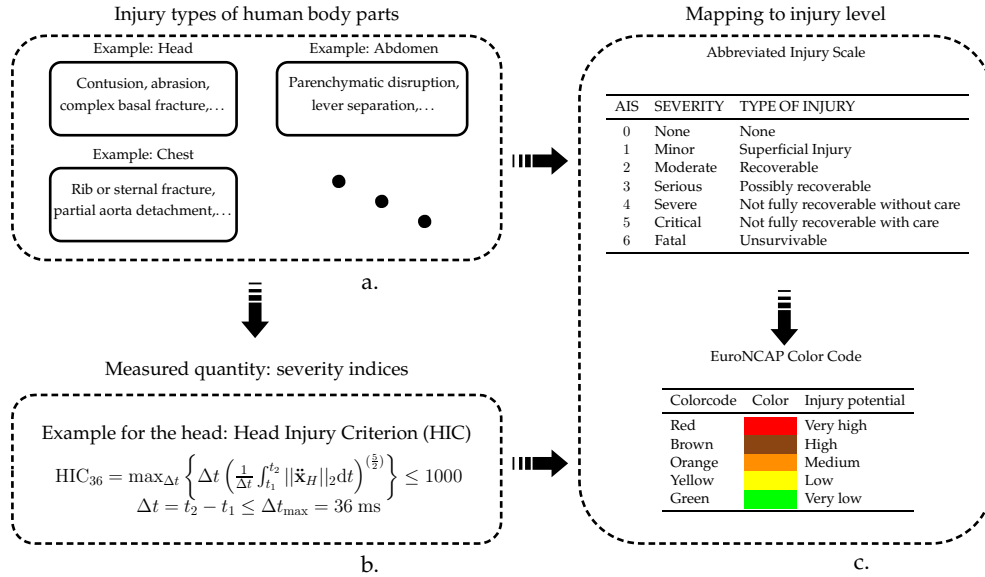 Injury types of human body parts
Example: Head
Contusion, abrasion,
complex basal fracture,...
Example: Abdomen
Parenchymatic disruption,
lever separation,...
Example: Chest
Rib or sternal fracture,
partial aorta detachment,...
a.
Measured quantity: severity indices
Example for the head: Head Injury Criterion (HIC)
HIC₃₆ = max_Δt { Δt ( 1/Δt ∫_{t₁}^{t₂} ||ẍ_H||₂dt )^(5/2) } ≤ 1000
Δt = t₂ − t₁ ≤ Δt_max = 36 ms
b.
Mapping to injury level
Abbreviated Injury Scale
AIS SEVERITY TYPE OF INJURY
0 None None
1 Minor Superficial Injury
2 Moderate Recoverable
3 Serious Possibly recoverable
4 Severe Not fully recoverable without care
5 Critical Not fully recoverable with care
6 Fatal Unsurvivable
EuroNCAP Color Code
Colorcode Color Injury potential
Red Very high
Brown High
Orange Medium
Yellow Low
Green Very low
c.